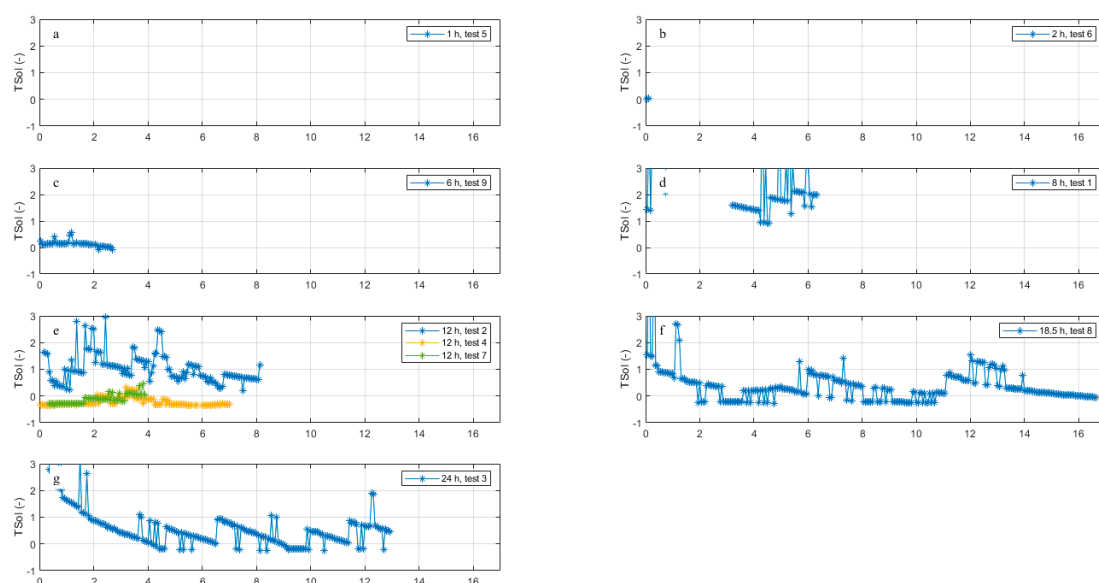 3
a
1 h, test 5
2
1
0
-1
TSol (-)
0 2 4 6 8 10 12 14 16
3
b
2 h, test 6
2
1
0
-1
TSol (-)
0 2 4 6 8 10 12 14 16
3
c
6 h, test 9
2
1
0
-1
TSol (-)
0 2 4 6 8 10 12 14 16
3
d
8 h, test 1
2
1
0
-1
TSol (-)
0 2 4 6 8 10 12 14 16
3
e
12 h, test 2
12 h, test 4
12 h, test 7
2
1
0
-1
TSol (-)
0 2 4 6 8 10 12 14 16
3
f
18.5 h, test 8
2
1
0
-1
TSol (-)
0 2 4 6 8 10 12 14 16
3
g
24 h, test 3
2
1
0
-1
TSol (-)
0 2 4 6 8 10 12 14 16